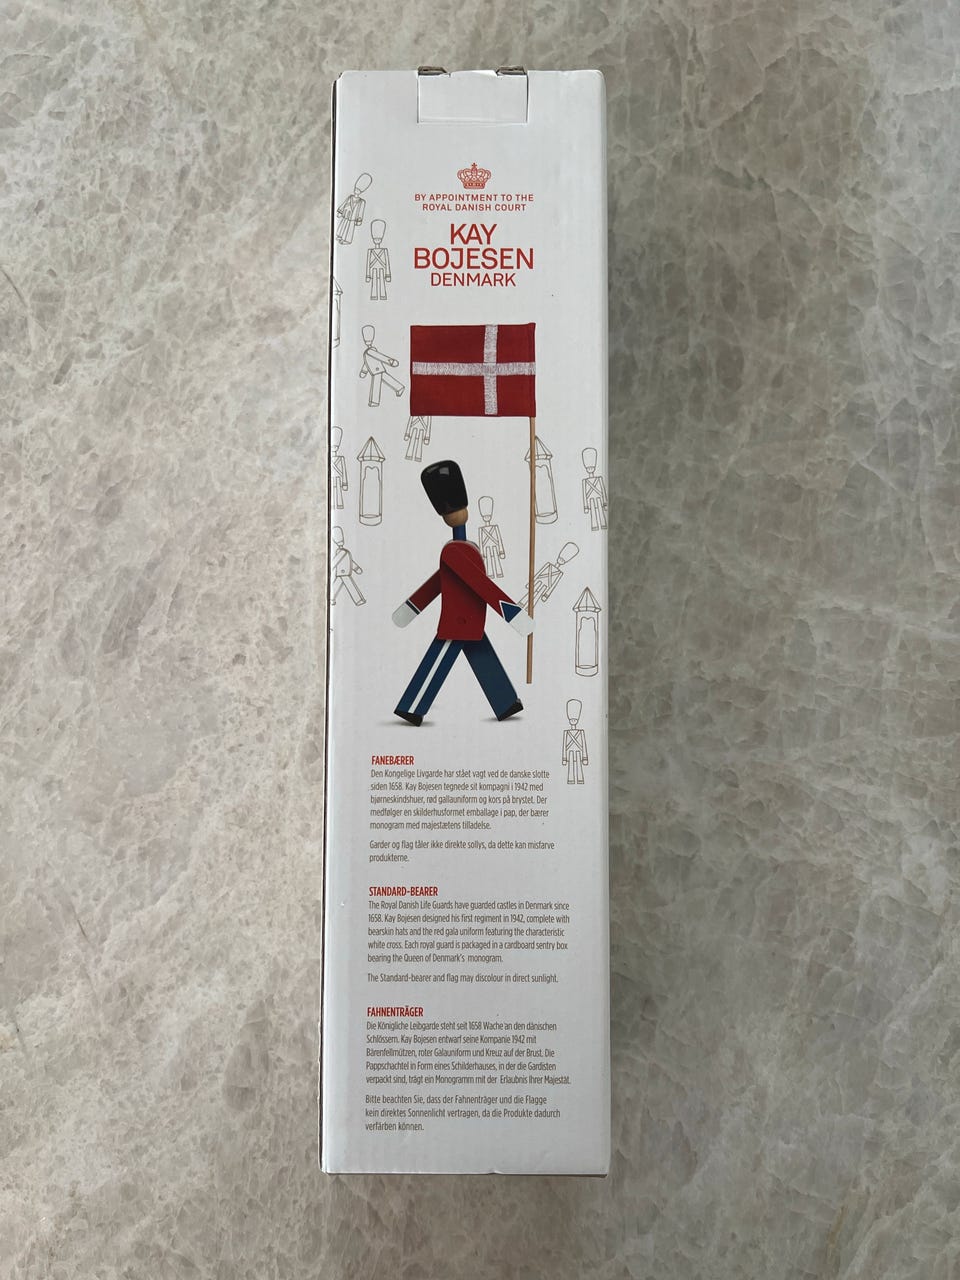 BY APPOINTMENT TO THE
ROYAL DANISH COURT
KAY
BOJESEN
DENMARK
FANEBÆRER
Den Kongelige Livgarde har stået vagt ved de danske slotte
siden 1658. Kay Bojesen tegnede sit kompagni i 1942 med
bjørneskindshuer, rød gallauniform og kors på brystet. Der
medfølger en skilderhusformet emballage i pap, der bærer
monogram med majestætens tilladelse.
Garder og flag tåler ikke direkte sollys, da dette kan misfarve
produkterne.
STANDARD-BEARER
The Royal Danish Life Guards have guarded castles in Denmark since
1658. Kay Bojesen designed his first regiment in 1942, complete with
bearskin hats and the red gala uniform featuring the characteristic
white cross. Each royal guard is packaged in a cardboard sentry box
bearing the Queen of Denmark's monogram.
The Standard-bearer and flag may discolour in direct sunlight.
FAHNENTRÄGER
Die Königliche Leibgarde steht seit 1658 Wache an den dänischen
Schlössern. Kay Bojesen entwarf seine Kompanie 1942 mit
Bärenfellmützen, roter Galauniform und Kreuz auf der Brust. Die
Pappschachtel in Form eines Schilderhauses, in der die Gardisten
verpackt sind, trägt ein Monogramm mit der Erlaubnis Ihrer Majestät.
Bitte beachten Sie, dass der Fahnenträger und die Flagge
kein direktes Sonnenlicht vertragen, da die Produkte dadurch
verfärben können.